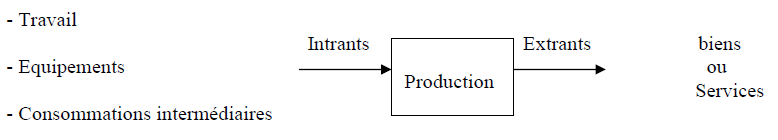 - Travail
Intrants
Extrants
biens
- Equipements
ou
Production
Services
- Consommations intermédiaires